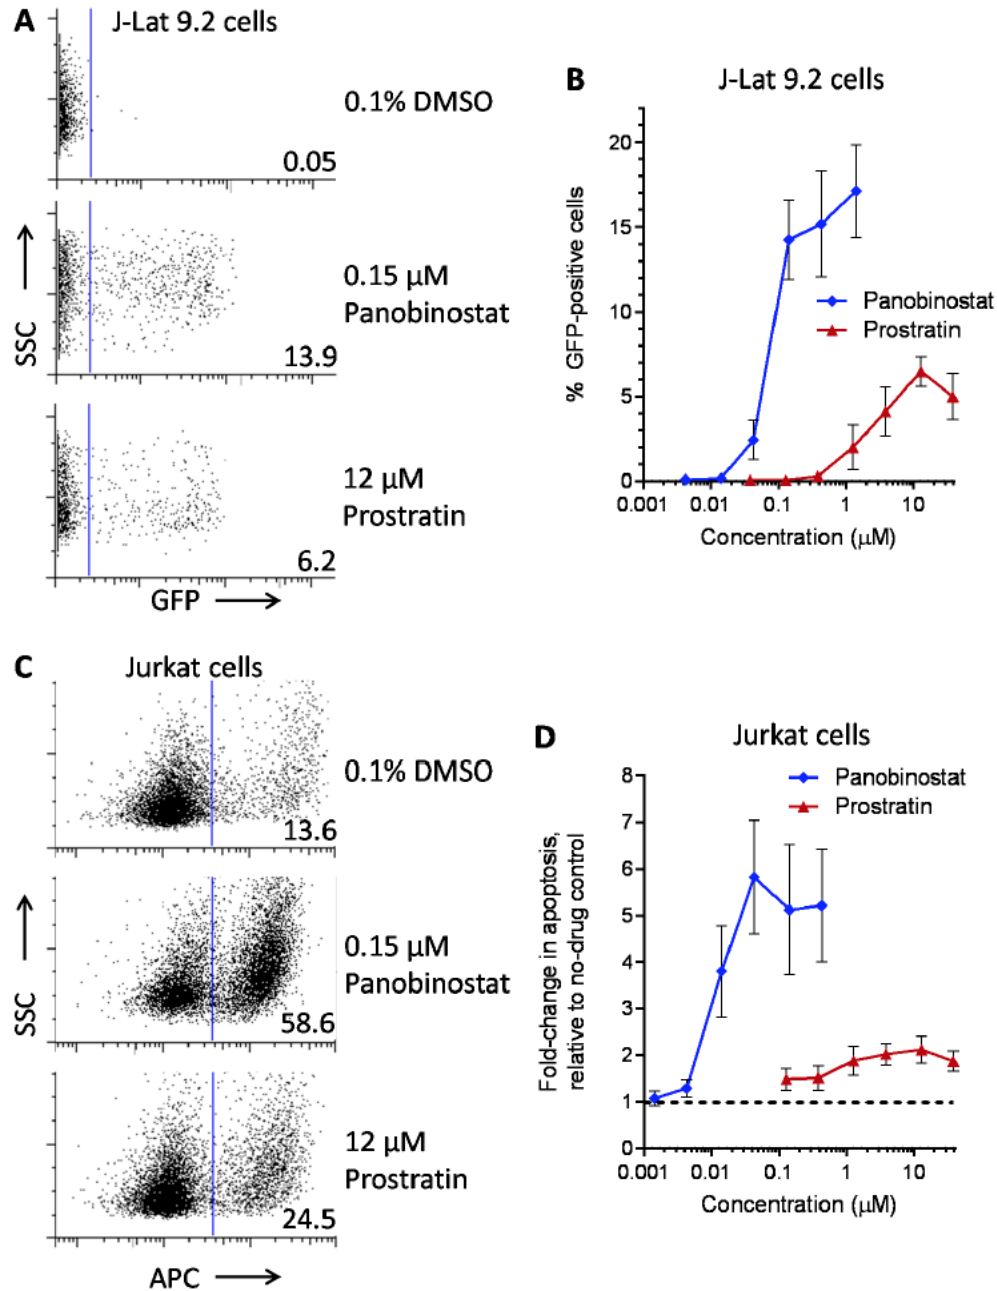 A
J-Lat 9.2 cells
0.1% DMSO
0.05
0.15 µM
Panobinostat
13.9
12 µM
Prostratin
6.2
SSC
GFP
B
J-Lat 9.2 cells
% GFP-positive cells
20
15
10
5
0
Panobinostat
Prostratin
0.001 0.01 0.1 1 10
Concentration (µM)
C
Jurkat cells
0.1% DMSO
13.6
0.15 µM
Panobinostat
58.6
12 µM
Prostratin
24.5
SSC
APC
D
Jurkat cells
Panobinostat
Prostratin
Fold-change in apoptosis,
relative to no-drug control
8
7
6
5
4
3
2
1
0
0.001 0.01 0.1 1 10
Concentration (µM)